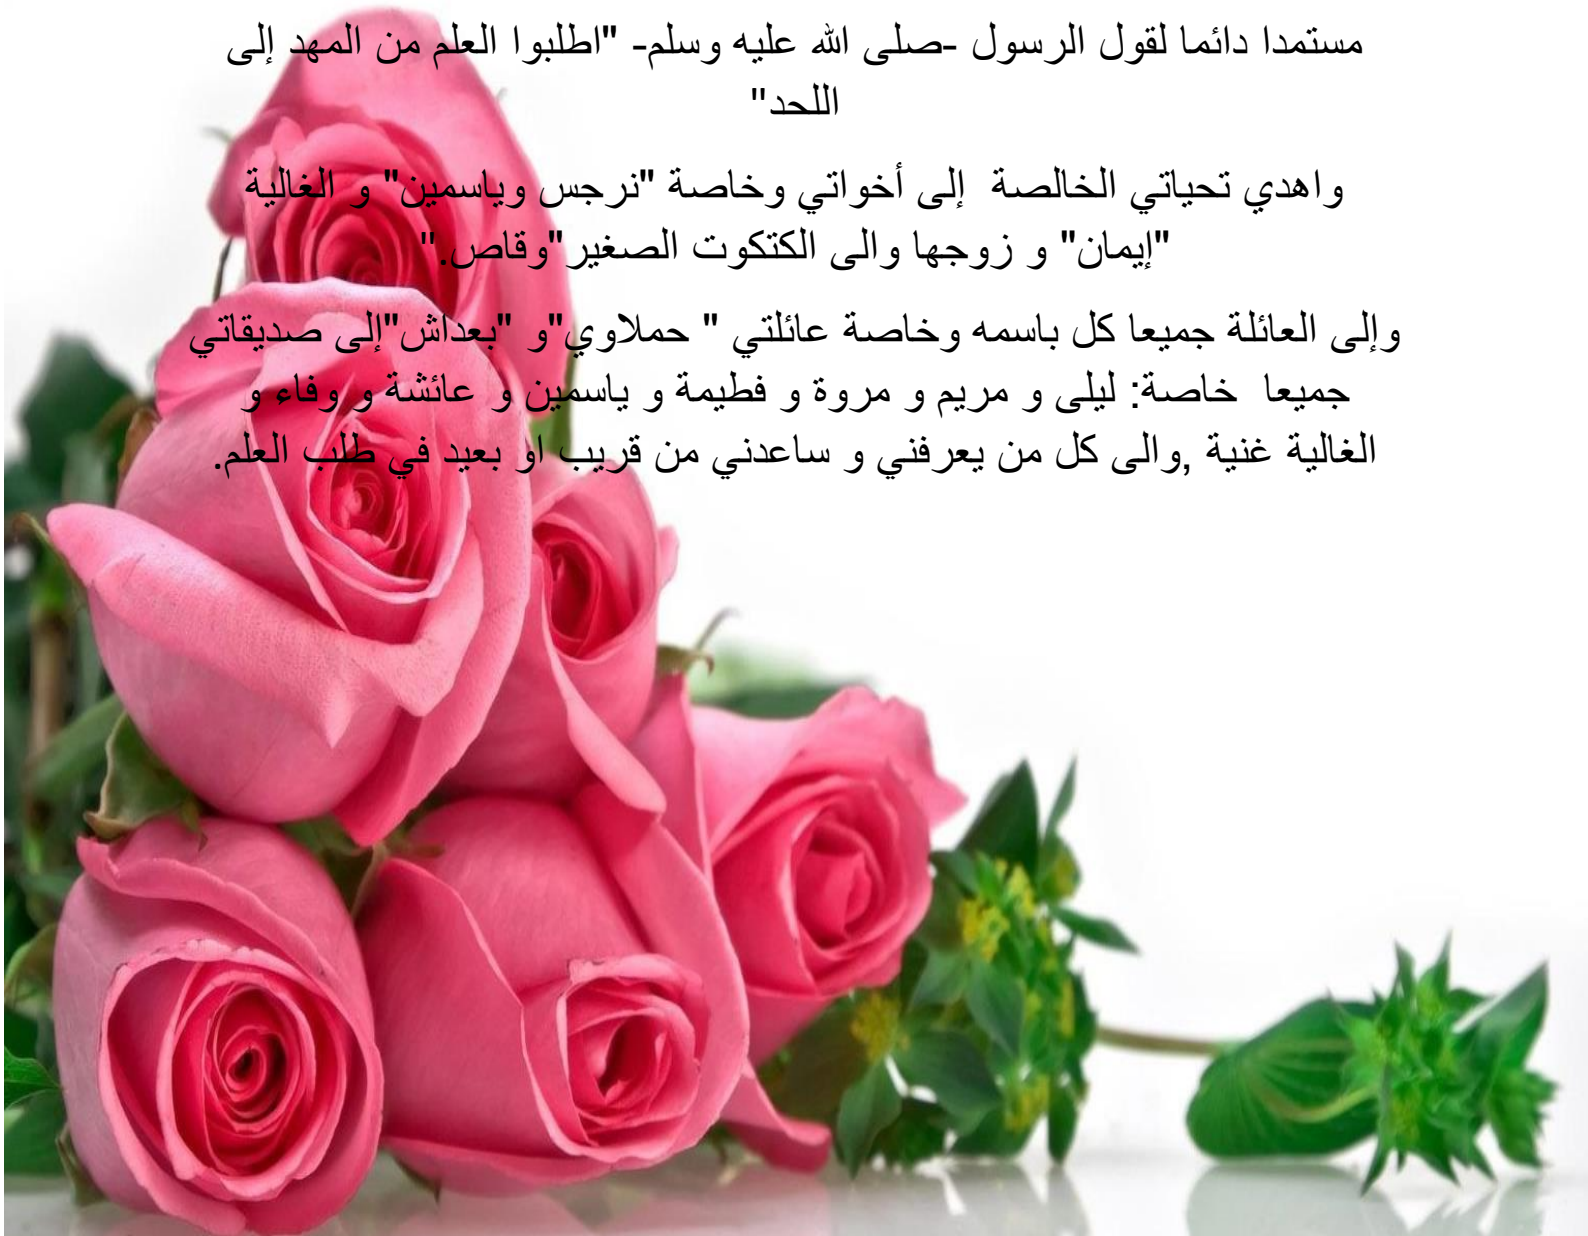 مستمدا دائما لقول الرسول -صلى الله عليه وسلم- "اطلبوا العلم من المهد إلى
اللحد"
واهدي تحياتي الخالصة إلى أخواتي وخاصة "نرجس وياسمين" و الغالية
"إيمان" و زوجها والى الكتكوت الصغير "وقاص."
وإلى العائلة جميعا كل باسمه وخاصة عائلتي " حملاوي"و "بعداش"إلى صديقاتي
جميعا خاصة: ليلى و مريم و مروة و فطيمة و ياسمين و عائشة و وفاء و
الغالية غنية ,والى كل من يعرفني و ساعدني من قريب او بعيد في طلب العلم.